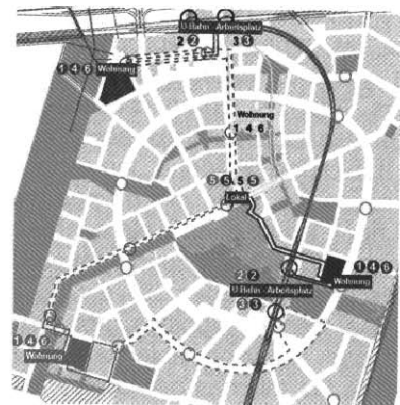 U-Bahn - Arbeitsplatz
2 2 3 3
1 4 6 Wohnung
Wohnung
1 4 6
5 5 5 5
Lokal
2 2
1 4 6
Wohnung
U-Bahn - Arbeitsplatz
3 3
1 4 6
Wohnung